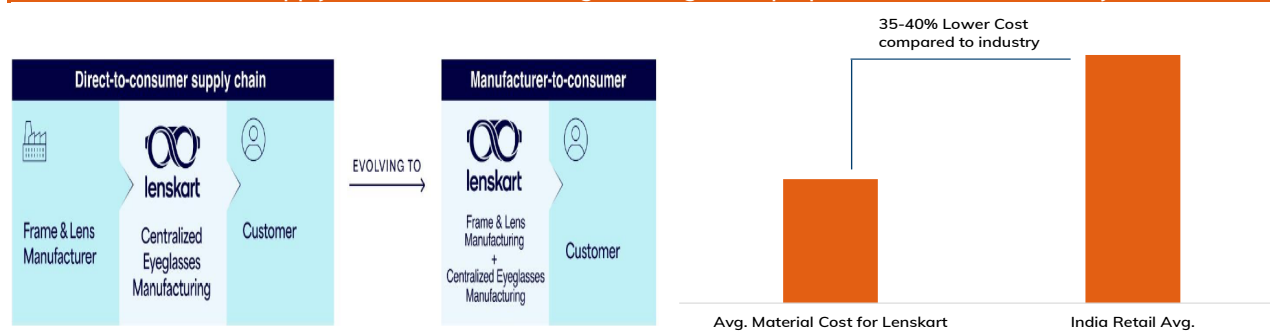 Direct-to-consumer supply chain
Frame & Lens
Manufacturer
lenskart
Centralized
Eyeglasses
Manufacturing
Customer
EVOLVING TO
Manufacturer-to-consumer
lenskart
Frame & Lens
Manufacturing
+
Centralized Eyeglasses
Manufacturing
Customer
35-40% Lower Cost
compared to industry
Avg. Material Cost for Lenskart
India Retail Avg.